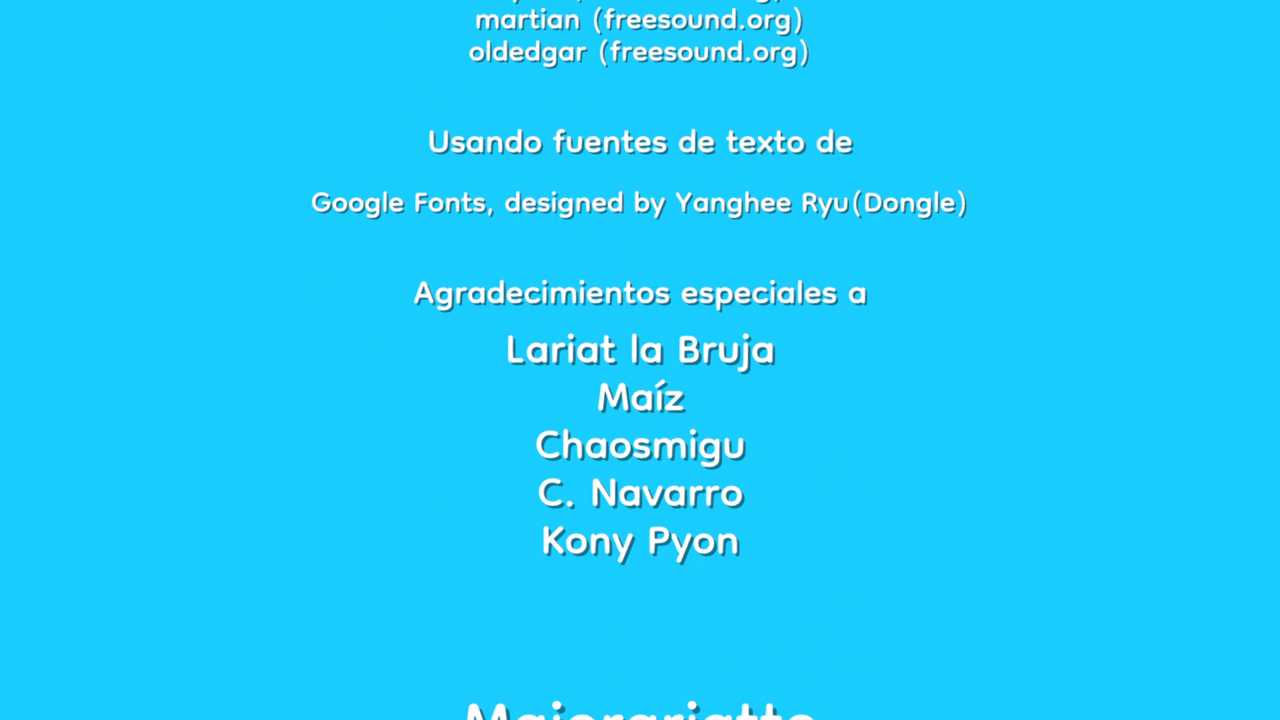 martian (freesound.org)
oldedgar (freesound.org)
Usando fuentes de texto de
Google Fonts, designed by Yanghee Ryu(Dongle)
Agradecimientos especiales a
Lariat la Bruja
Maíz
Chaosmigu
C. Navarro
Kony Pyon
Majorariatto